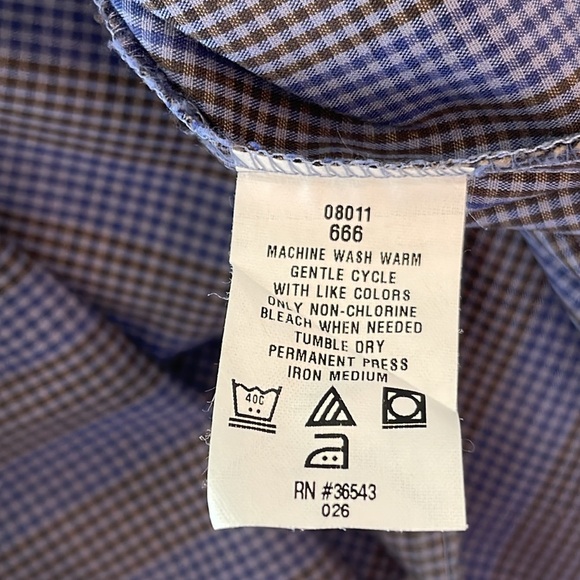 08011
666
MACHINE WASH WARM
GENTLE CYCLE
WITH LIKE COLORS
ONLY NON-CHLORINE
BLEACH WHEN NEEDED
TUMBLE DRY
PERMANENT PRESS
IRON MEDIUM
40C
RN #36543
026